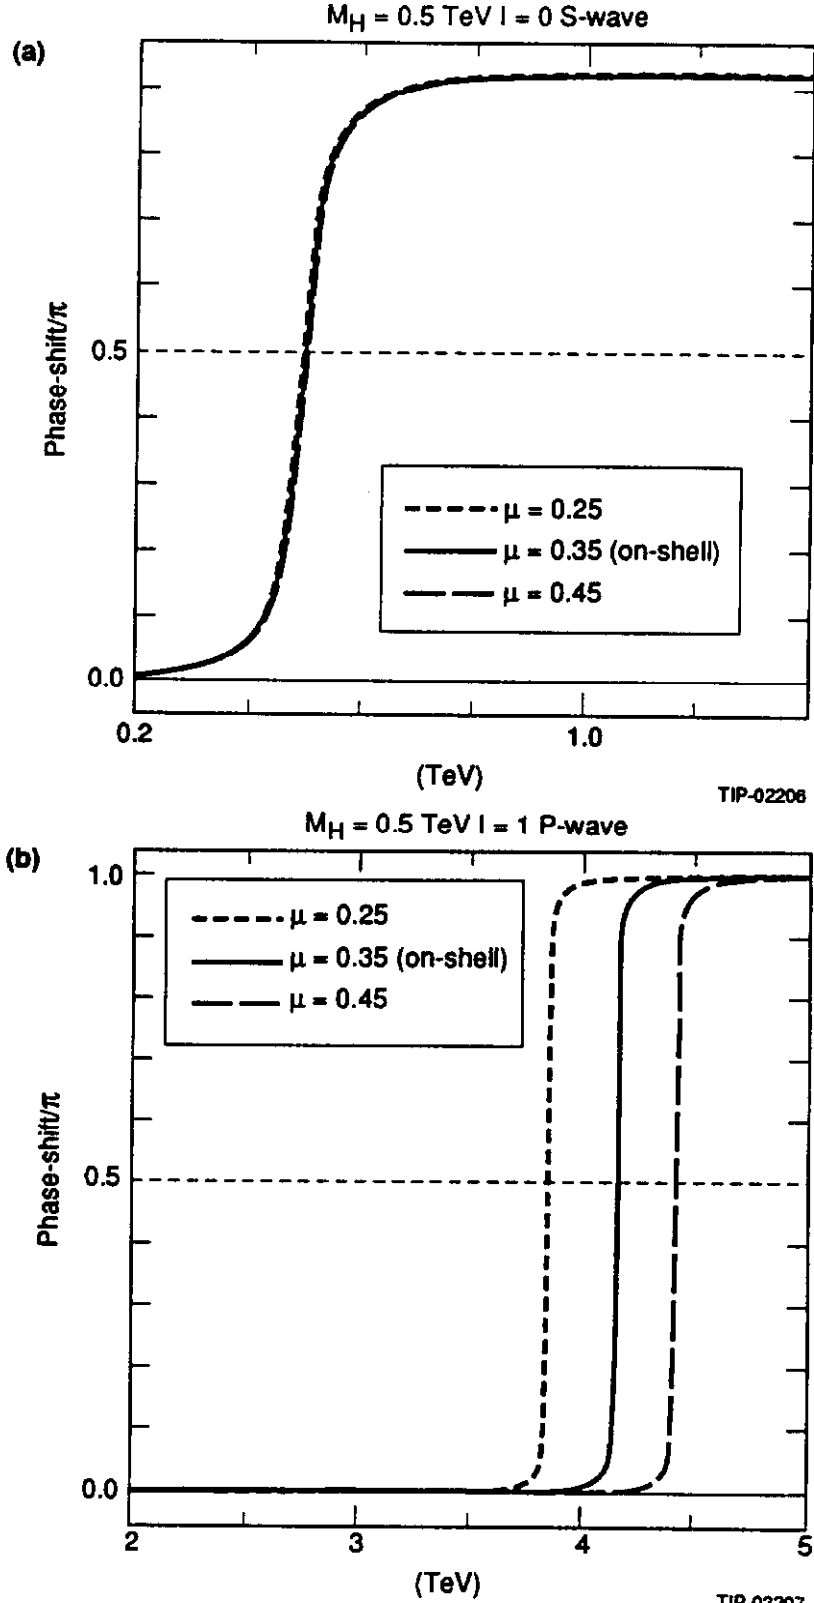 M_H = 0.5 TeV I = 0 S-wave
(a)
Phase-shift/π
0.5
0.0
μ = 0.25
μ = 0.35 (on-shell)
μ = 0.45
0.2
1.0
(TeV)
TIP-02206
M_H = 0.5 TeV I = 1 P-wave
(b)
Phase-shift/π
1.0
0.5
0.0
μ = 0.25
μ = 0.35 (on-shell)
μ = 0.45
2
3
4
5
(TeV)
TIP-02207